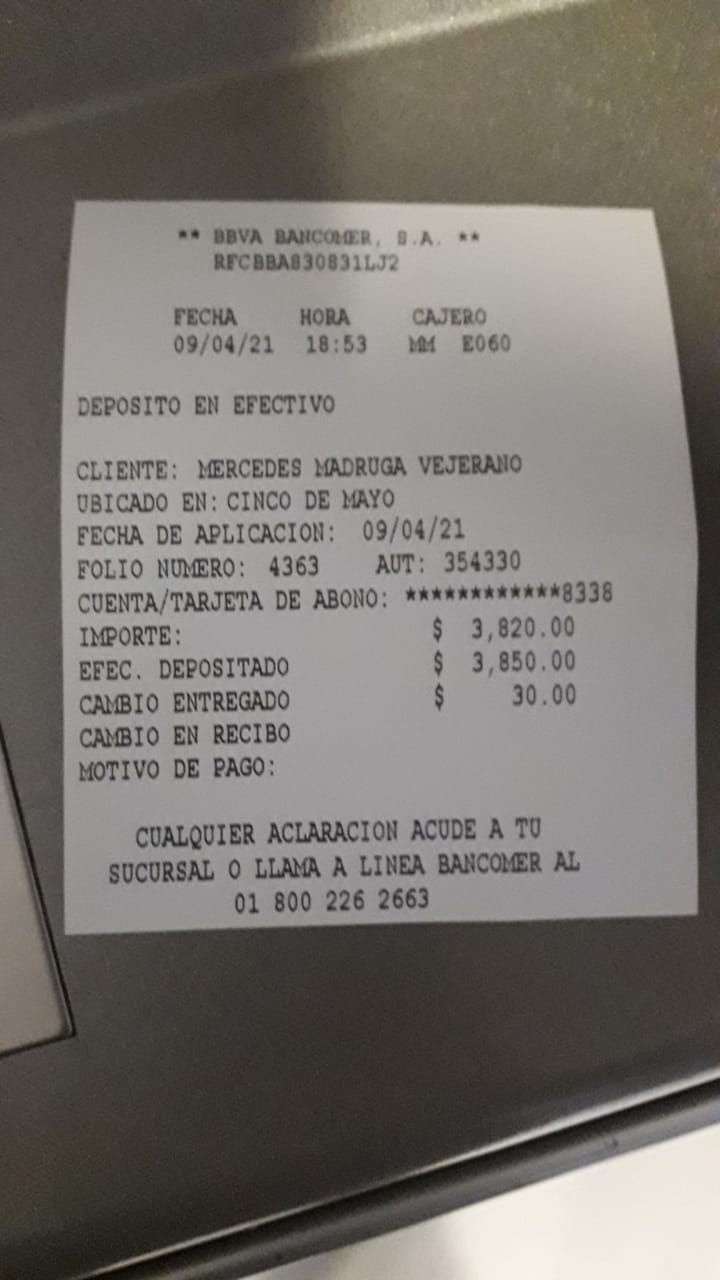 ** BBVA BANCOMER, S.A. **
RFCBBA830831LJ2
FECHA HORA CAJERO
09/04/21 18:53 MM E060
DEPOSITO EN EFECTIVO
CLIENTE: MERCEDES MADRUGA VEJERANO
UBICADO EN: CINCO DE MAYO
FECHA DE APLICACION: 09/04/21
FOLIO NUMERO: 4363 AUT: 354330
CUENTA/TARJETA DE ABONO: ************8338
IMPORTE: $ 3,820.00
EFEC. DEPOSITADO $ 3,850.00
CAMBIO ENTREGADO $ 30.00
CAMBIO EN RECIBO
MOTIVO DE PAGO:
CUALQUIER ACLARACION ACUDE A TU
SUCURSAL O LLAMA A LINEA BANCOMER AL
01 800 226 2663